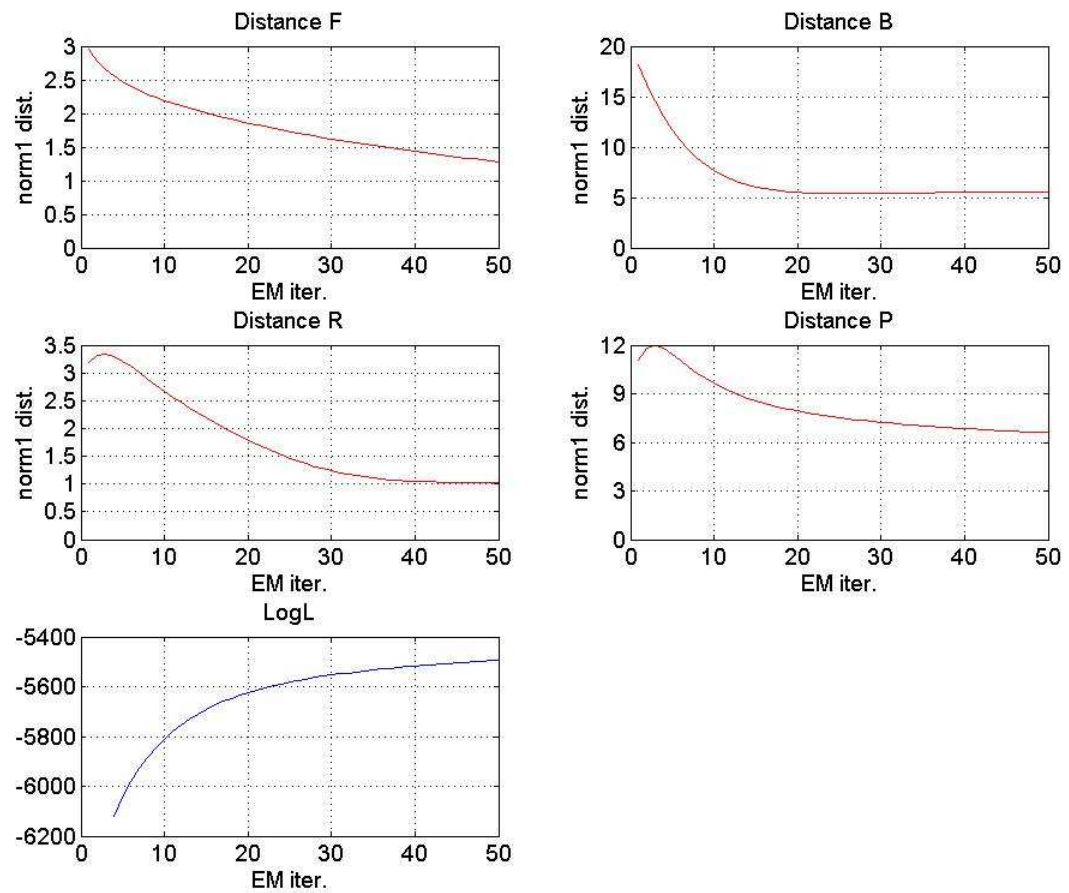 Distance F
3
2.5
2
1.5
1
0.5
0
norm1 dist.
0 10 20 30 40 50
EM iter.
Distance B
20
15
10
5
0
norm1 dist.
0 10 20 30 40 50
EM iter.
Distance R
3.5
3
2.5
2
1.5
1
0.5
0
norm1 dist.
0 10 20 30 40 50
EM iter.
Distance P
12
9
6
3
0
norm1 dist.
0 10 20 30 40 50
EM iter.
LogL
-5400
-5600
-5800
-6000
-6200
0 10 20 30 40 50
EM iter.